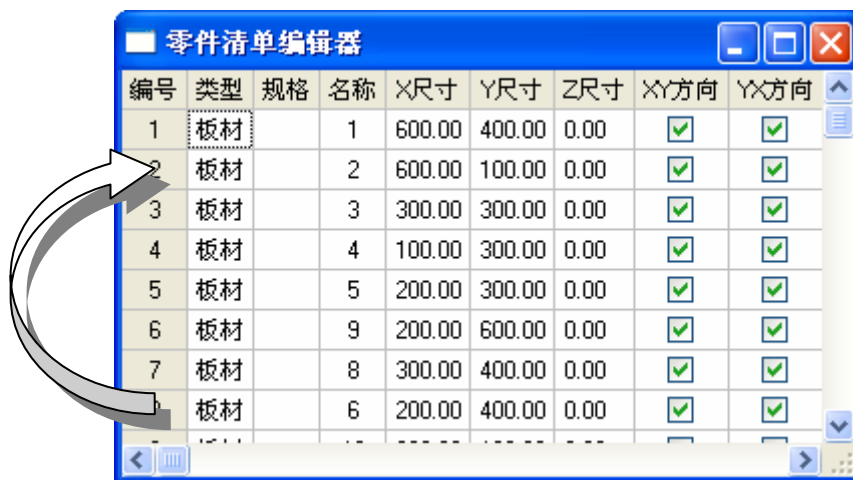 零件清单编辑器
编号 类型 规格 名称 X尺寸 Y尺寸 Z尺寸 XY方向 YX方向
1 板材 1 600.00 400.00 0.00
2 板材 2 600.00 100.00 0.00
3 板材 3 300.00 300.00 0.00
4 板材 4 100.00 300.00 0.00
5 板材 5 200.00 300.00 0.00
6 板材 9 200.00 600.00 0.00
7 板材 8 300.00 400.00 0.00
板材 6 200.00 400.00 0.00